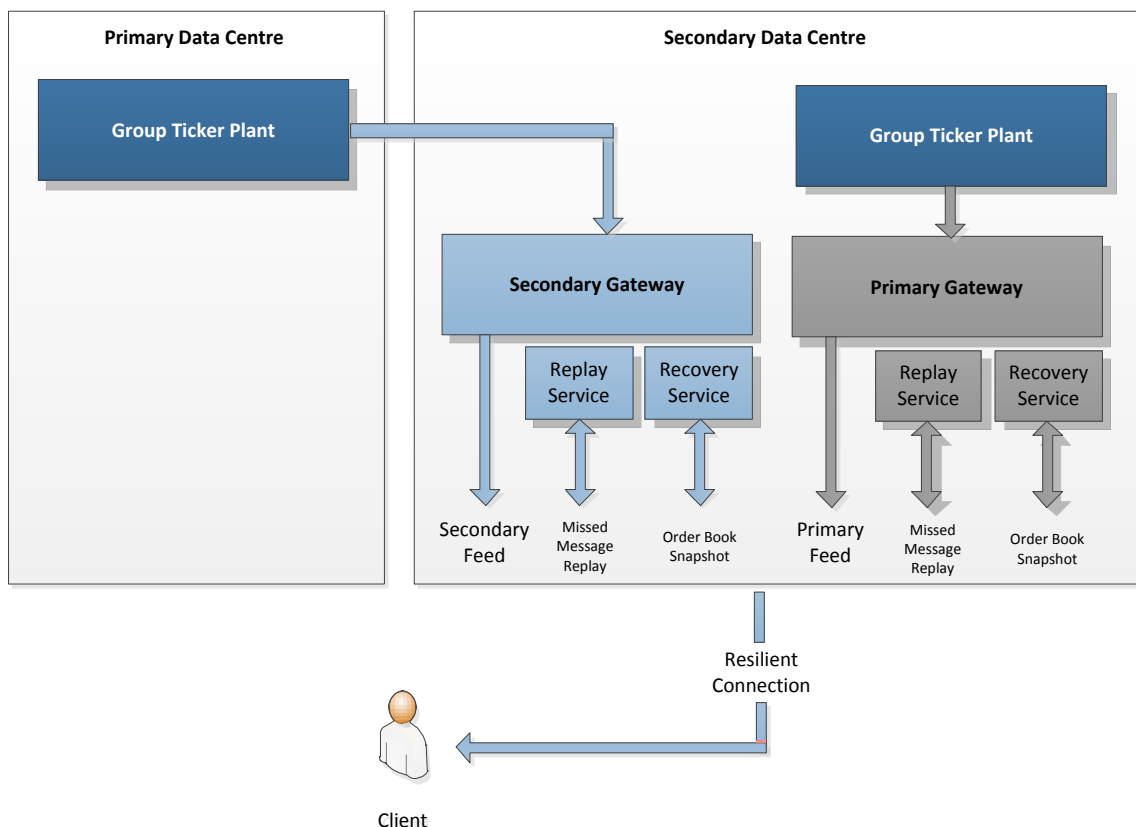 Primary Data Centre
Secondary Data Centre
Group Ticker Plant
Group Ticker Plant
Secondary Gateway
Primary Gateway
Replay
Service
Recovery
Service
Replay
Service
Recovery
Service
Secondary
Feed
Missed
Message
Replay
Order Book
Snapshot
Primary
Feed
Missed
Message
Replay
Order Book
Snapshot
Resilient
Connection
Client